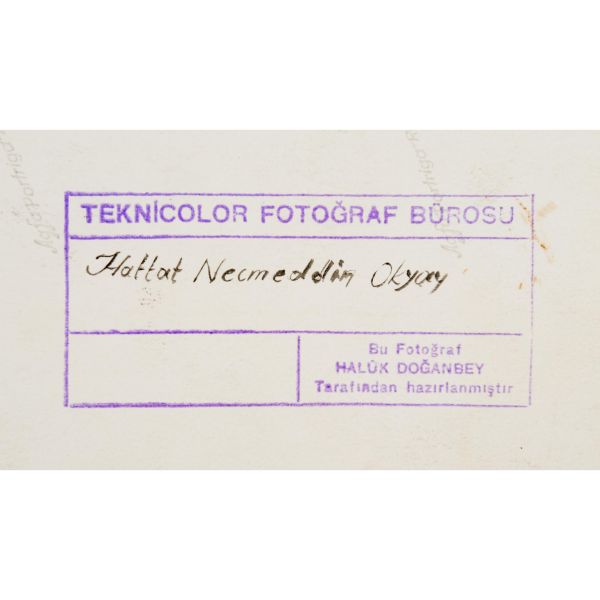 TEKNİCOLOR FOTOĞRAF BÜROSU
Hattat Necmeddin Okyay
Bu Fotoğraf
HALÛK DOĞANBEY
Tarafından hazırlanmıştır